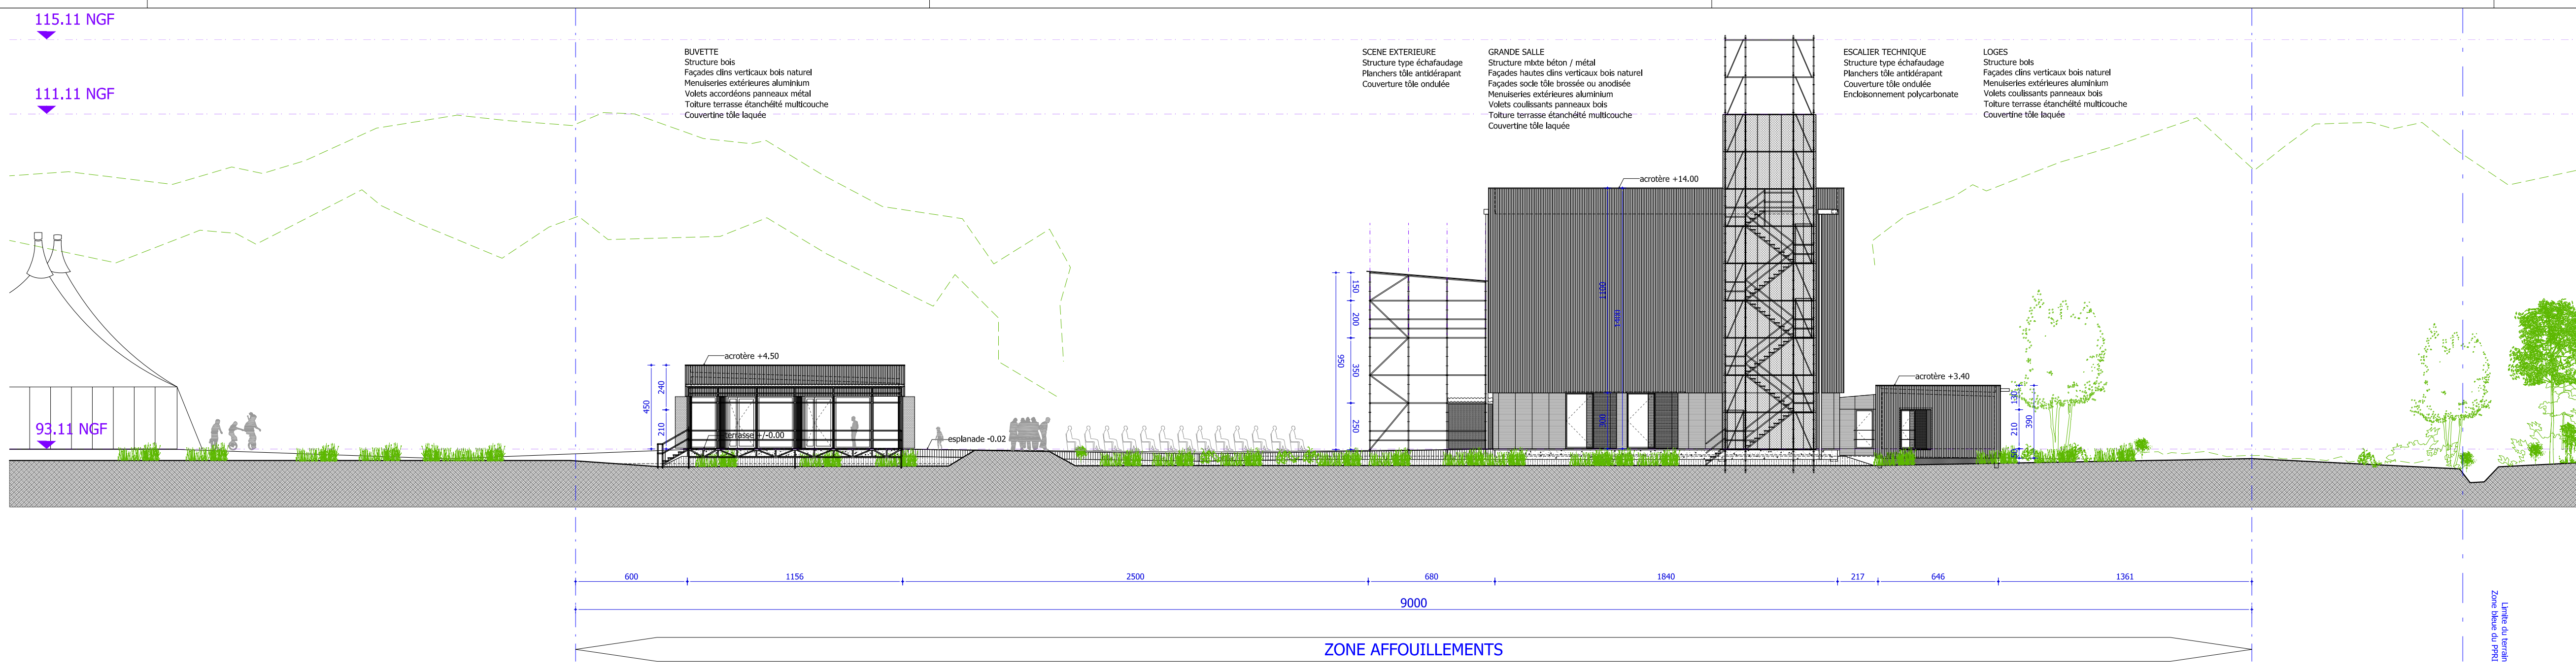 115.11 NGF
111.11 NGF
93.11 NGF
BUVETTE
Structure bois
Façades clins verticaux bois naturel
Menuiseries extérieures aluminium
Volets accordéons panneaux métal
Toiture terrasse étanchéité multicouche
Couvertine tôle laquée
SCENE EXTERIEURE
Structure type échafaudage
Planchers tôle antidérapant
Couverture tôle ondulée
GRANDE SALLE
Structure mixte béton / métal
Façades hautes clins verticaux bois naturel
Façades socle tôle brossée ou anodisée
Menuiseries extérieures aluminium
Volets coulissants panneaux bois
Toiture terrasse étanchéité multicouche
Couvertine tôle laquée
ESCALIER TECHNIQUE
Structure type échafaudage
Planchers tôle antidérapant
Couverture tôle ondulée
Encloisonnement polycarbonate
LOGES
Structure bois
Façades clins verticaux bois naturel
Menuiseries extérieures aluminium
Volets coulissants panneaux bois
Toiture terrasse étanchéité multicouche
Couvertine tôle laquée
acrotère +4.50
450
240
210
terrasse +/-0.00
esplanade -0.02
950
150
200
350
250
acrotère +14.00
1100
1400
300
acrotère +3.40
130
210
390
50
600
1156
2500
680
1840
217
646
1361
9000
ZONE AFFOUILLEMENTS
Limite du terrain
Zone bleue du PPRI